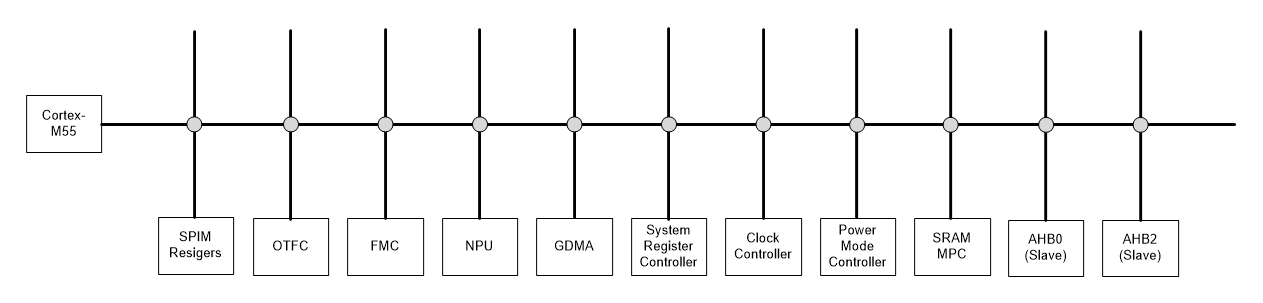 Cortex-
M55
SPIM
Resigers
OTFC
FMC
NPU
GDMA
System
Register
Controller
Clock
Controller
Power
Mode
Controller
SRAM
MPC
AHB0
(Slave)
AHB2
(Slave)